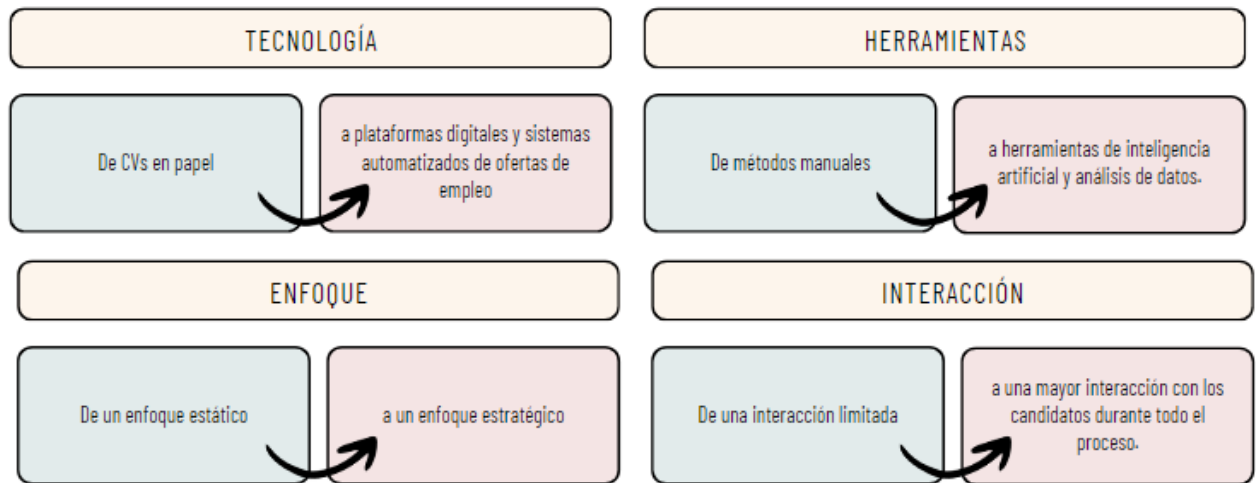 TECNOLOGÍA
De CVs en papel
a plataformas digitales y sistemas
automatizados de ofertas de
empleo
HERRAMIENTAS
De métodos manuales
a herramientas de inteligencia
artificial y análisis de datos.
ENFOQUE
De un enfoque estático
a un enfoque estratégico
INTERACCIÓN
De una interacción limitada
a una mayor interacción con los
candidatos durante todo el
proceso.